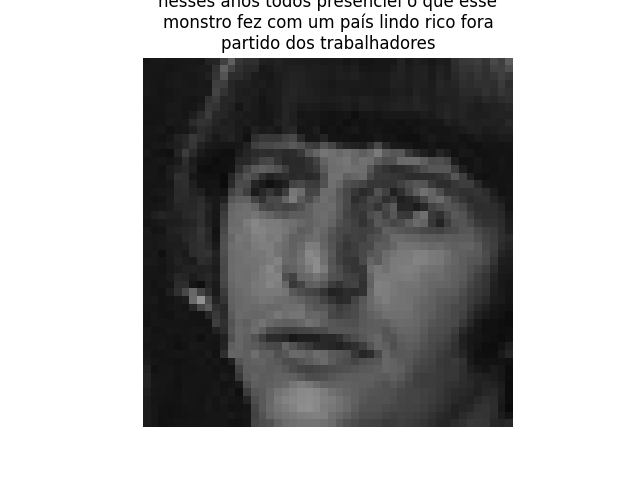 nesses anos todos presenciei o que esse
monstro fez com um país lindo rico fora
partido dos trabalhadores